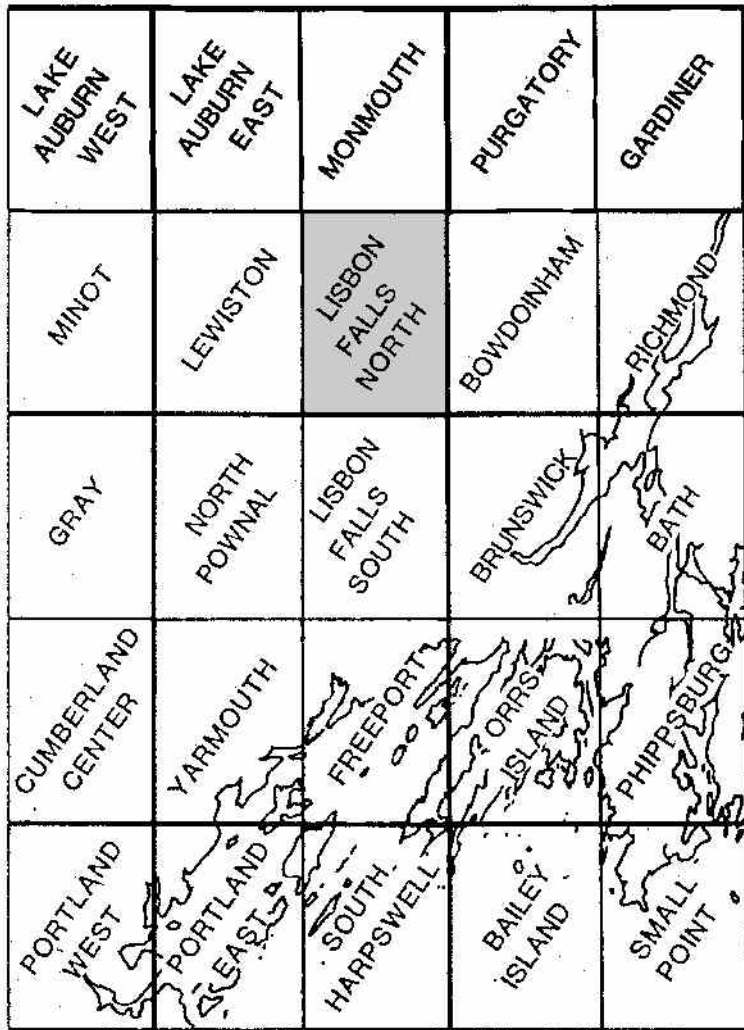 LAKE
AUBURN
WEST
LAKE
AUBURN
EAST
MONMOUTH
PURGATORY
GARDINER
MINOT
LEWISTON
LISBON
FALLS
NORTH
BOWDOINHAM
RICHMOND
GRAY
NORTH
POWNAL
LISBON
FALLS
SOUTH
BRUNSWICK
BATH
CUMBERLAND
CENTER
YARMOUTH
FREEPORT
ORRS
ISLAND
PHIPPSBURG
PORTLAND
WEST
PORTLAND
EAST
SOUTH
HARPSWELL
BAILEY
ISLAND
SMALL
POINT